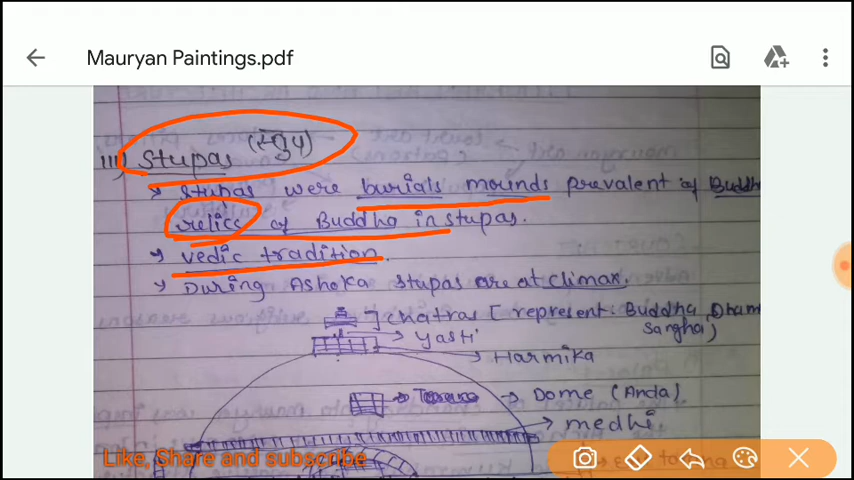 Mauryan Paintings.pdf
III) Stupas (स्तूप)
→ Stupas were burials mounds prevalent of Buddh
relics of Buddha in stupas.
→ vedic tradition.
→ During Ashoka stupas are at climax.
chatras [represent: Buddha, Dham
Sangha)
→ Yasti
→ Harmika
→ Dome (Anda)
→ medhi
Like, Share and subscribe